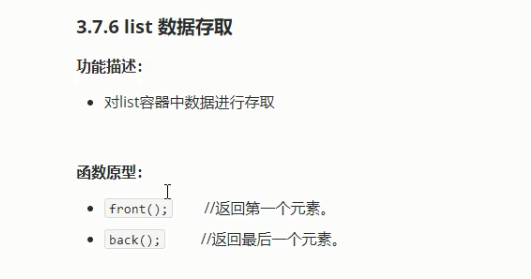 3.7.6 list 数据存取
功能描述：
对list容器中数据进行存取
函数原型：
front(); //返回第一个元素。
back(); //返回最后一个元素。